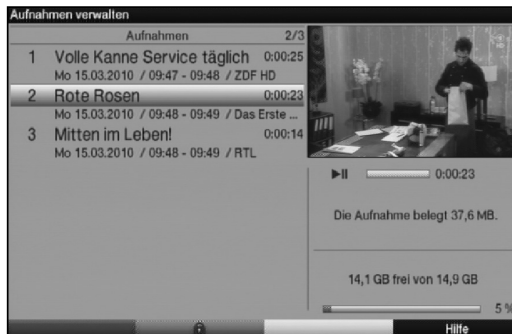 Aufnahmen verwalten
Aufnahmen 2/3
1 Volle Kanne Service täglich 0:00:25
Mo 15.03.2010 / 09:47 - 09:48 / ZDF HD
2 Rote Rosen 0:00:23
Mo 15.03.2010 / 09:48 - 09:49 / Das Erste ...
3 Mitten im Leben! 0:00:14
Mo 15.03.2010 / 09:48 - 09:49 / RTL
0:00:23
Die Aufnahme belegt 37,6 MB.
14,1 GB frei von 14,9 GB
5 %
Hilfe